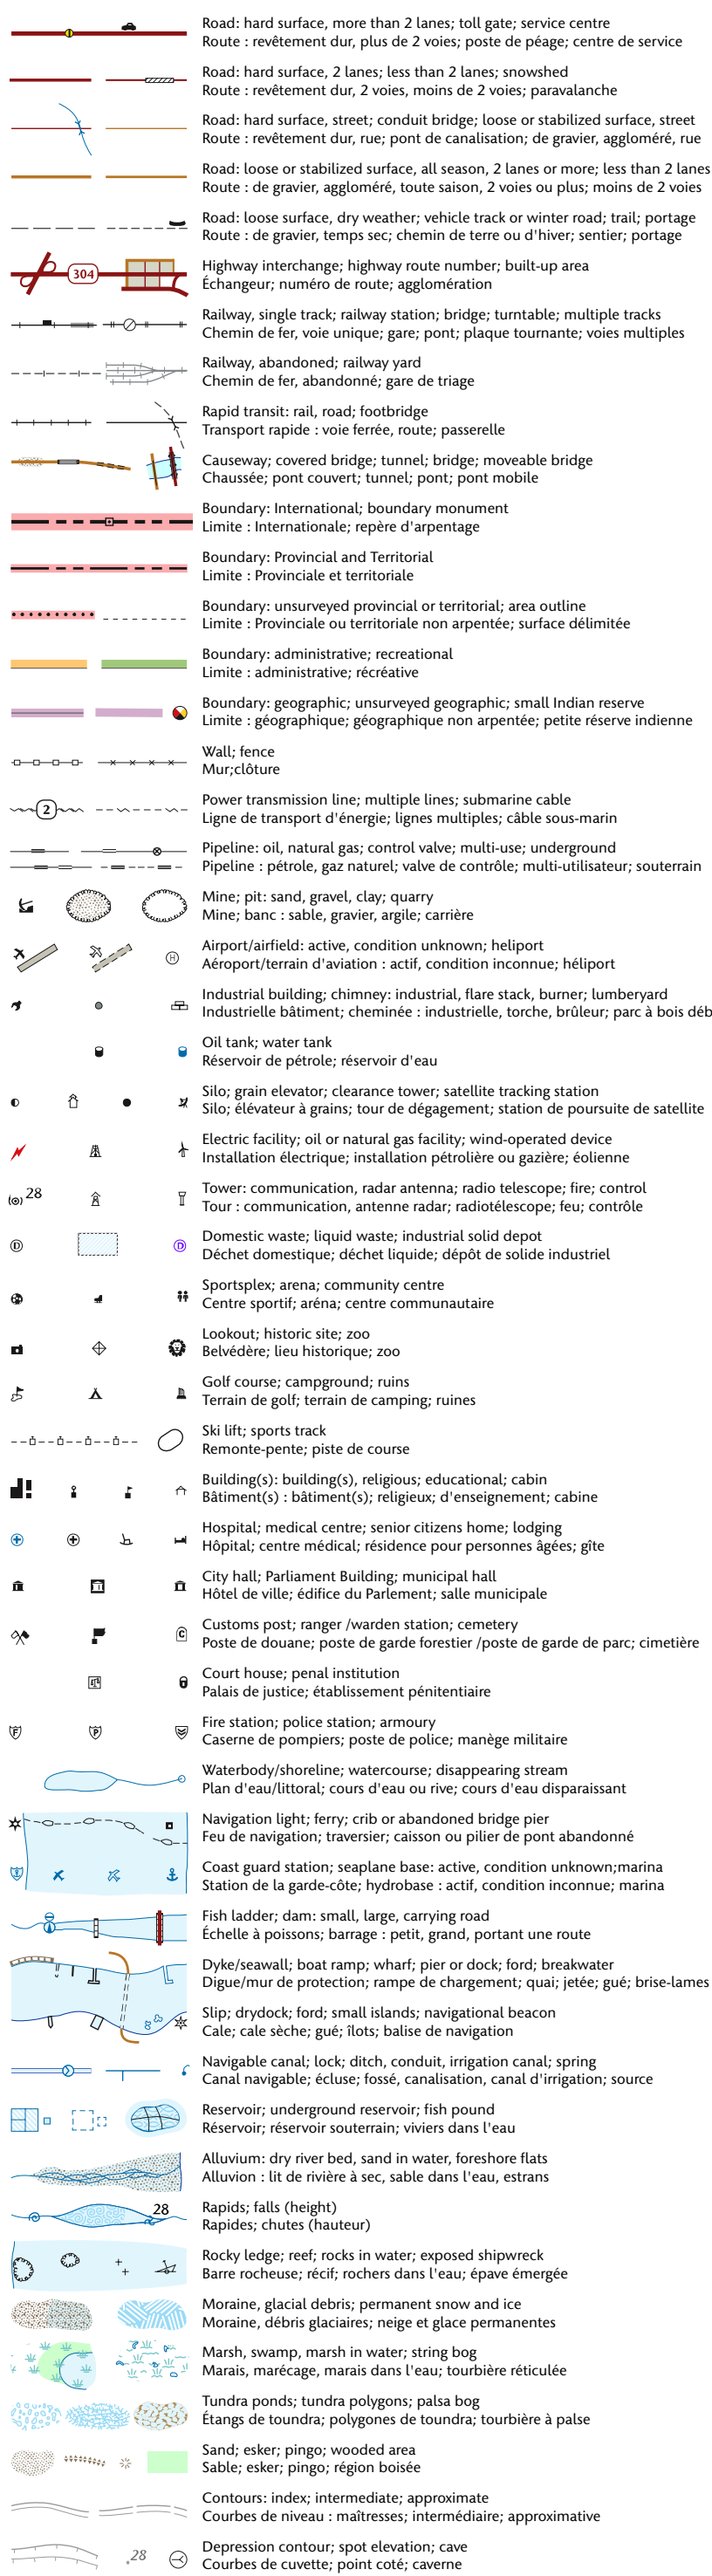 Road: hard surface, more than 2 lanes; toll gate; service centre
Route : revêtement dur, plus de 2 voies; poste de péage; centre de service
Road: hard surface, 2 lanes; less than 2 lanes; snowshed
Route : revêtement dur, 2 voies, moins de 2 voies; paravalanche
Road: hard surface, street; conduit bridge; loose or stabilized surface, street
Route : revêtement dur, rue; pont de canalisation; de gravier, aggloméré, rue
Road: loose or stabilized surface, all season, 2 lanes or more; less than 2 lanes
Route : de gravier, aggloméré, toute saison, 2 voies ou plus; moins de 2 voies
Road: loose surface, dry weather; vehicle track or winter road; trail; portage
Route : de gravier, temps sec; chemin de terre ou d'hiver; sentier; portage
304
Highway interchange; highway route number; built-up area
Échangeur; numéro de route; agglomération
Railway, single track; railway station; bridge; turntable; multiple tracks
Chemin de fer, voie unique; gare; pont; plaque tournante; voies multiples
Railway, abandoned; railway yard
Chemin de fer, abandonné; gare de triage
Rapid transit: rail, road; footbridge
Transport rapide : voie ferrée, route; passerelle
Causeway; covered bridge; tunnel; bridge; moveable bridge
Chaussée; pont couvert; tunnel; pont; pont mobile
Boundary: International; boundary monument
Limite : Internationale; repère d'arpentage
Boundary: Provincial and Territorial
Limite : Provinciale et territoriale
Boundary: unsurveyed provincial or territorial; area outline
Limite : Provinciale ou territoriale non arpentée; surface délimitée
Boundary: administrative; recreational
Limite : administrative; récréative
Boundary: geographic; unsurveyed geographic; small Indian reserve
Limite : géographique; géographique non arpentée; petite réserve indienne
Wall; fence
Mur;clôture
2
Power transmission line; multiple lines; submarine cable
Ligne de transport d'énergie; lignes multiples; câble sous-marin
Pipeline: oil, natural gas; control valve; multi-use; underground
Pipeline : pétrole, gaz naturel; valve de contrôle; multi-utilisateur; souterrain
Mine; pit: sand, gravel, clay; quarry
Mine; banc : sable, gravier, argile; carrière
H
Airport/airfield: active, condition unknown; heliport
Aéroport/terrain d'aviation : actif, condition inconnue; héliport
Industrial building; chimney: industrial, flare stack, burner; lumberyard
Industrielle bâtiment; cheminée : industrielle, torche, brûleur; parc à bois déb
Oil tank; water tank
Réservoir de pétrole; réservoir d'eau
Silo; grain elevator; clearance tower; satellite tracking station
Silo; élévateur à grains; tour de dégagement; station de poursuite de satellite
Electric facility; oil or natural gas facility; wind-operated device
Installation électrique; installation pétrolière ou gazière; éolienne
28
Tower: communication, radar antenna; radio telescope; fire; control
Tour : communication, antenne radar; radiotélescope; feu; contrôle
D D
Domestic waste; liquid waste; industrial solid depot
Déchet domestique; déchet liquide; dépôt de solide industriel
Sportsplex; arena; community centre
Centre sportif; aréna; centre communautaire
Lookout; historic site; zoo
Belvédère; lieu historique; zoo
Golf course; campground; ruins
Terrain de golf; terrain de camping; ruines
Ski lift; sports track
Remonte-pente; piste de course
Building(s): building(s), religious; educational; cabin
Bâtiment(s) : bâtiment(s); religieux; d'enseignement; cabine
Hospital; medical centre; senior citizens home; lodging
Hôpital; centre médical; résidence pour personnes âgées; gîte
City hall; Parliament Building; municipal hall
Hôtel de ville; édifice du Parlement; salle municipale
C
Customs post; ranger /warden station; cemetery
Poste de douane; poste de garde forestier /poste de garde de parc; cimetière
Court house; penal institution
Palais de justice; établissement pénitentiaire
F P
Fire station; police station; armoury
Caserne de pompiers; poste de police; manège militaire
Waterbody/shoreline; watercourse; disappearing stream
Plan d'eau/littoral; cours d'eau ou rive; cours d'eau disparaissant
Navigation light; ferry; crib or abandoned bridge pier
Feu de navigation; traversier; caisson ou pilier de pont abandonné
Coast guard station; seaplane base: active, condition unknown;marina
Station de la garde-côte; hydrobase : actif, condition inconnue; marina
Fish ladder; dam: small, large, carrying road
Échelle à poissons; barrage : petit, grand, portant une route
Dyke/seawall; boat ramp; wharf; pier or dock; ford; breakwater
Digue/mur de protection; rampe de chargement; quai; jetée; gué; brise-lames
Slip; drydock; ford; small islands; navigational beacon
Cale; cale sèche; gué; îlots; balise de navigation
Navigable canal; lock; ditch, conduit, irrigation canal; spring
Canal navigable; écluse; fossé, canalisation, canal d'irrigation; source
Reservoir; underground reservoir; fish pound
Réservoir; réservoir souterrain; viviers dans l'eau
Alluvium: dry river bed, sand in water, foreshore flats
Alluvion : lit de rivière à sec, sable dans l'eau, estrans
28
Rapids; falls (height)
Rapides; chutes (hauteur)
Rocky ledge; reef; rocks in water; exposed shipwreck
Barre rocheuse; récif; rochers dans l'eau; épave émergée
Moraine, glacial debris; permanent snow and ice
Moraine, débris glaciaires; neige et glace permanentes
Marsh, swamp, marsh in water; string bog
Marais, marécage, marais dans l'eau; tourbière réticulée
Tundra ponds; tundra polygons; palsa bog
Étangs de toundra; polygones de toundra; tourbière à palse
Sand; esker; pingo; wooded area
Sable; esker; pingo; région boisée
Contours: index; intermediate; approximate
Courbes de niveau : maîtresses; intermédiaire; approximative
.28
Depression contour; spot elevation; cave
Courbes de cuvette; point coté; caverne